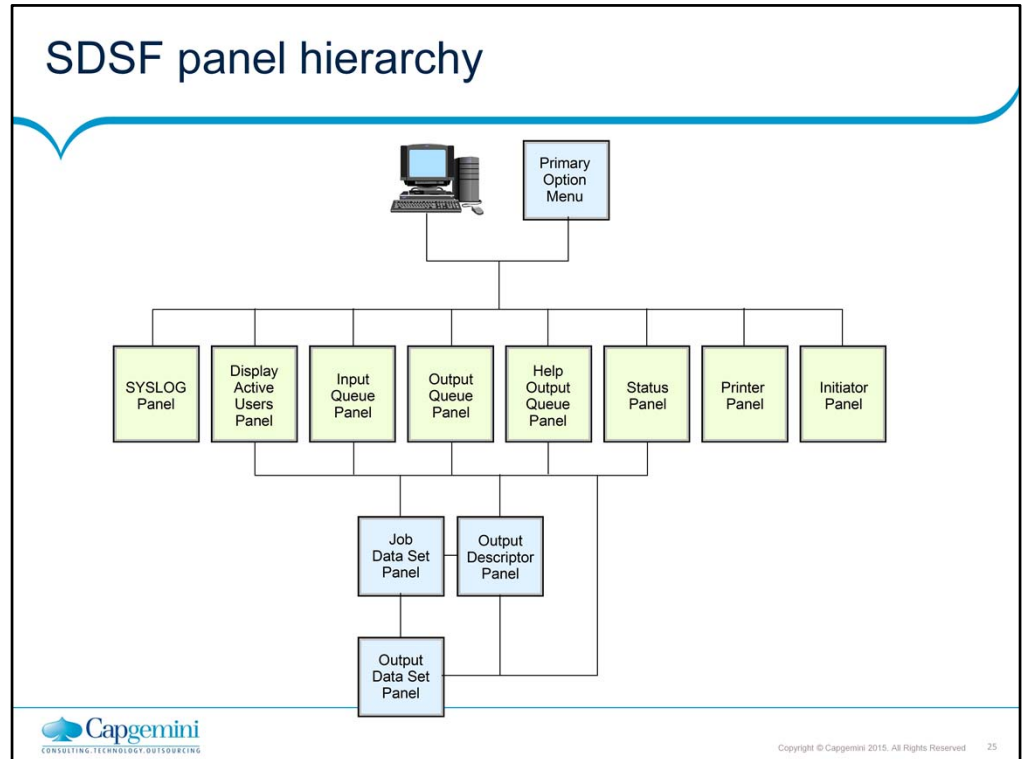 SDSF panel hierarchy
Primary
Option
Menu
SYSLOG
Panel
Display
Active
Users
Panel
Input
Queue
Panel
Output
Queue
Panel
Help
Output
Queue
Panel
Status
Panel
Printer
Panel
Initiator
Panel
Job
Data Set
Panel
Output
Descriptor
Panel
Output
Data Set
Panel
Capgemini
CONSULTING.TECHNOLOGY.OUTSOURCING
Copyright © Capgemini 2015. All Rights Reserved 25